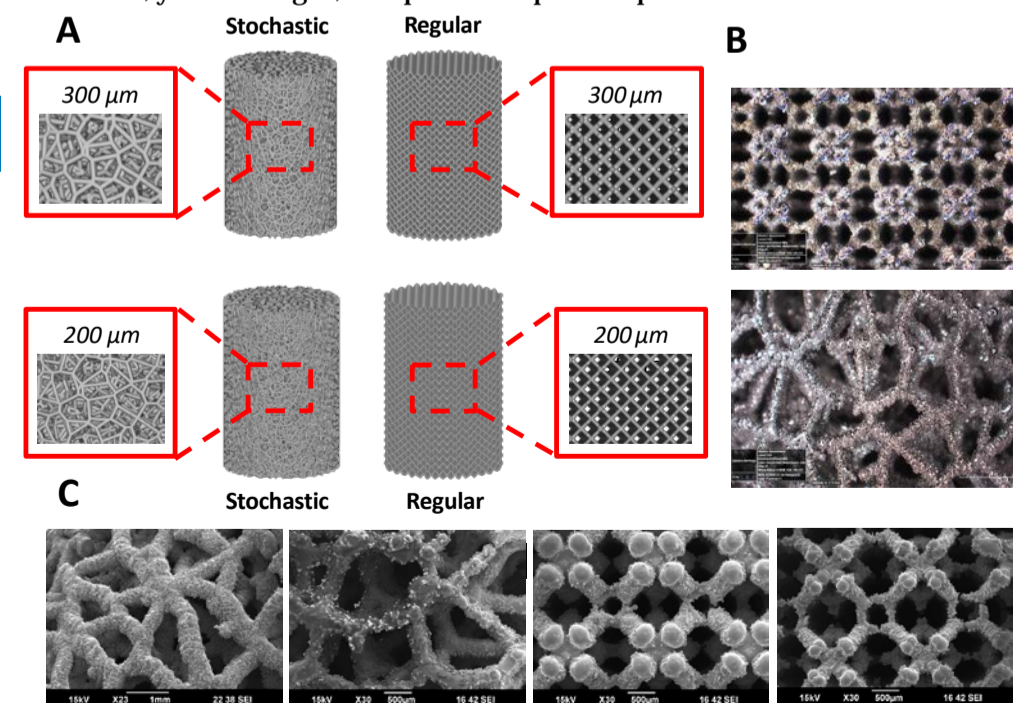 A
Stochastic
Regular
B
300 µm
300 µm
200 µm
200 µm
Stochastic
Regular
C
15kV X23 1mm 22 38 SEI
15kV X30 500µm 16 42 SEI
15kV X30 500µm 16 42 SEI
15kV X30 500µm 16 42 SEI